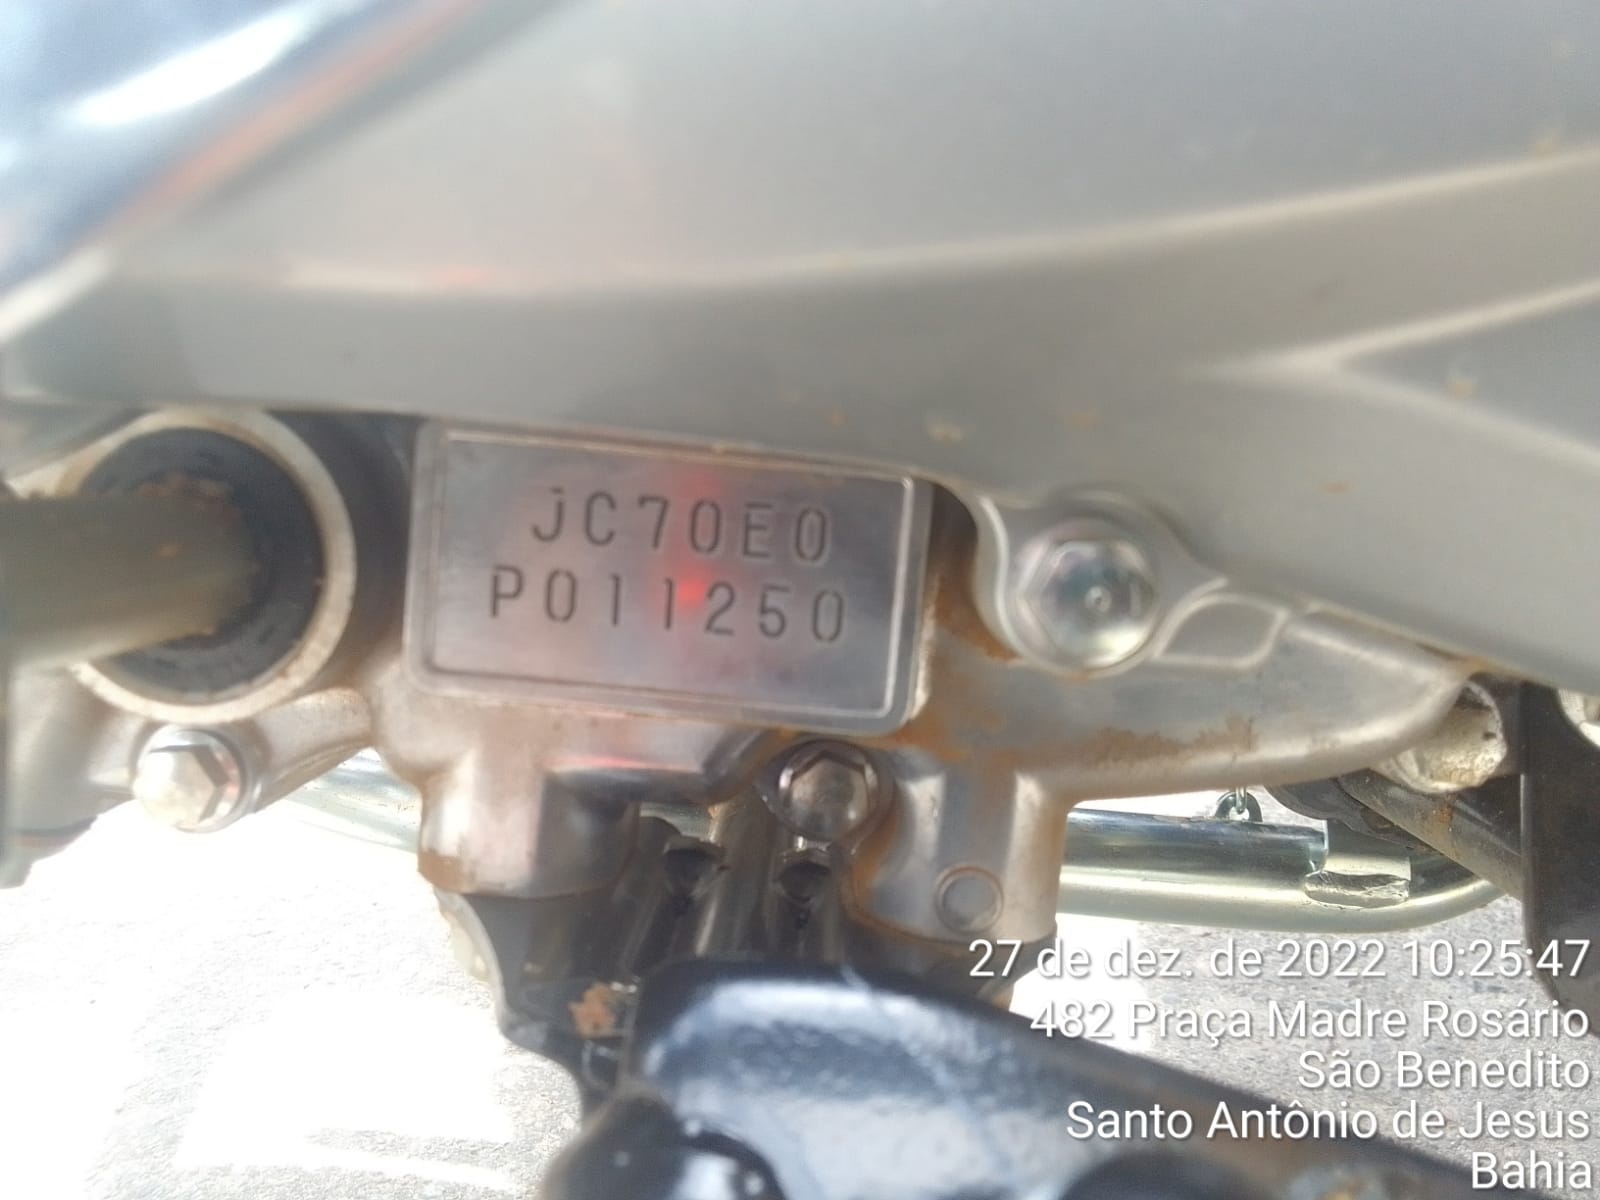 JC70E0
P011250
27 de dez. de 2022 10:25:47
482 Praça Madre Rosário
São Benedito
Santo Antônio de Jesus
Bahia